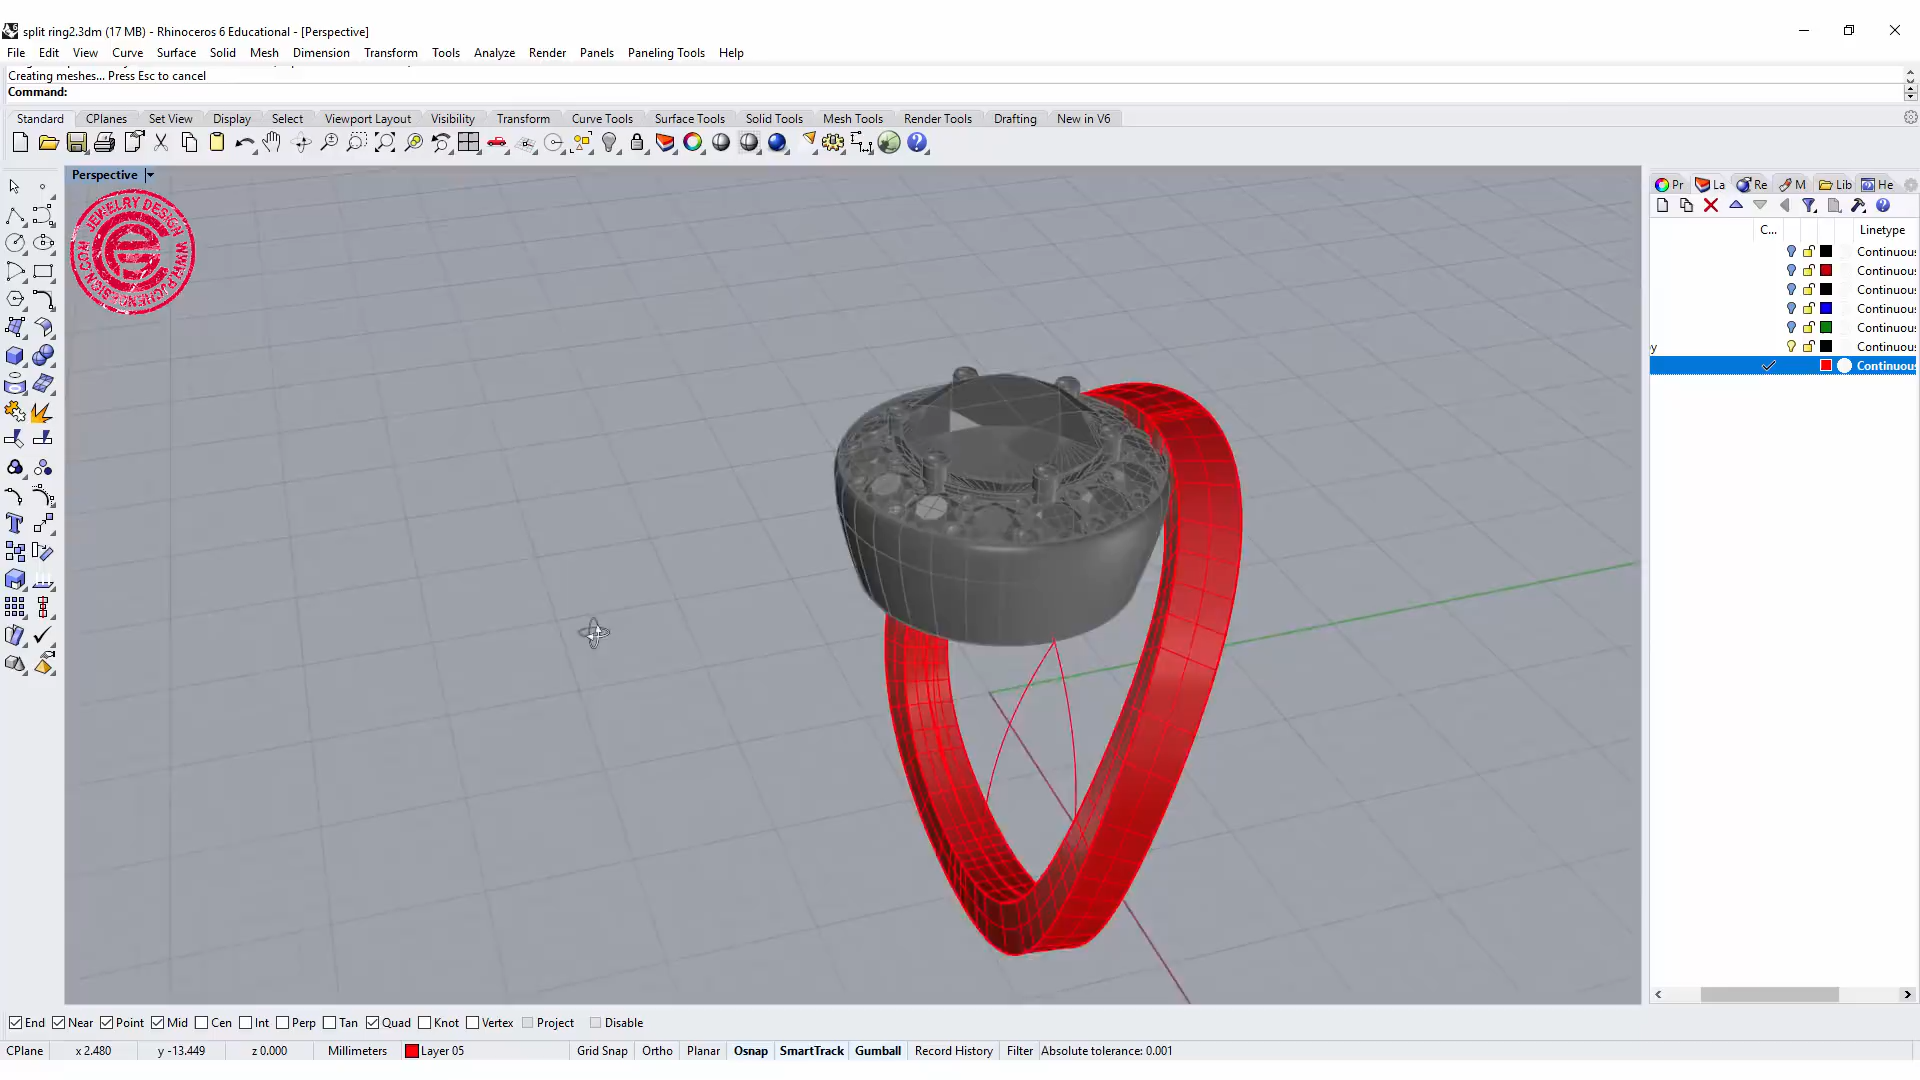 split ring2.3dm (17 MB) - Rhinoceros 6 Educational - [Perspective]
File Edit View Curve Surface Solid Mesh Dimension Transform Tools Analyze Render Panels Paneling Tools Help
Creating meshes... Press Esc to cancel
Command:
Standard CPlanes Set View Display Select Viewport Layout Visibility Transform Curve Tools Surface Tools Solid Tools Mesh Tools Render Tools Drafting New in V6
Perspective
JEWELRY DESIGN
Pr La Re M Lib He
C... Linetype
Continuous
Continuous
Continuous
Continuous
Continuous
y Continuous
Continuous
End Near Point Mid Cen Int Perp Tan Quad Knot Vertex Project Disable
CPlane x 2.480 y -13.449 z 0.000 Millimeters Layer 05 Grid Snap Ortho Planar Osnap SmartTrack Gumball Record History Filter Absolute tolerance: 0.001